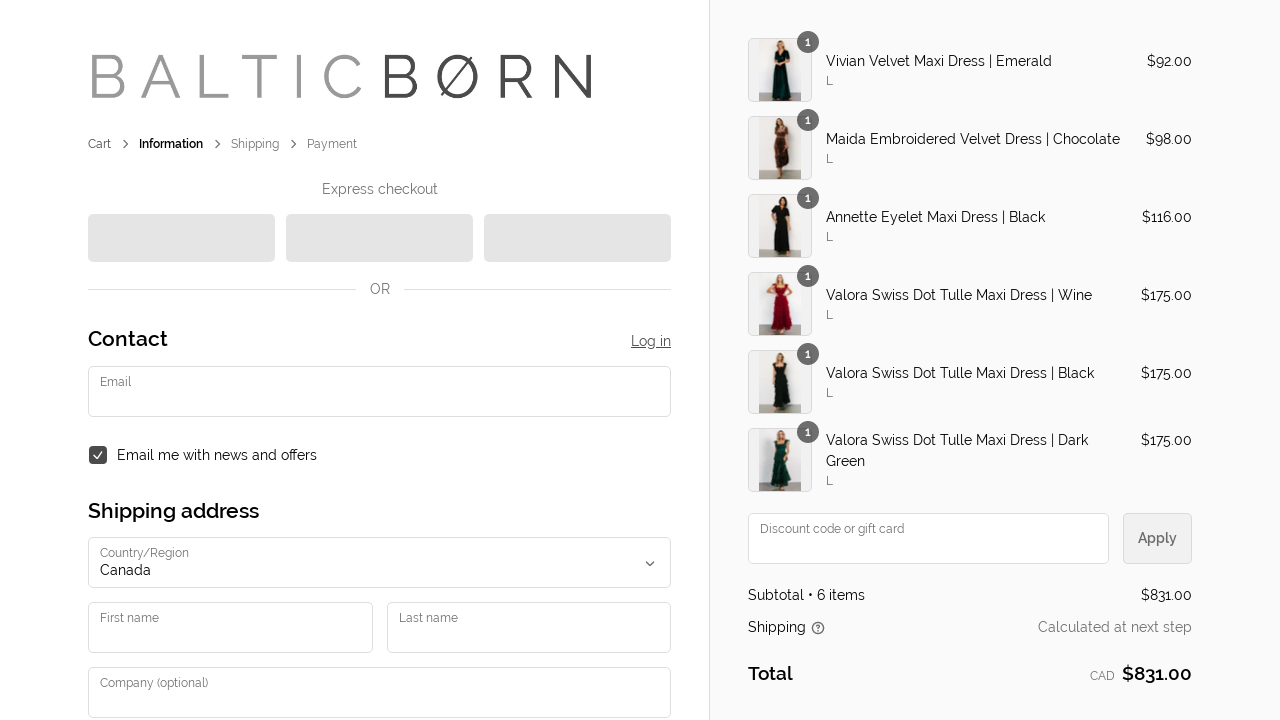 BALTICBØRN
Cart > Information > Shipping > Payment
Express checkout
OR
Contact
Log in
Email
Email me with news and offers
Shipping address
Country/Region
Canada
First name
Last name
Company (optional)
1
Vivian Velvet Maxi Dress | Emerald
L
$92.00
1
Maida Embroidered Velvet Dress | Chocolate
L
$98.00
1
Annette Eyelet Maxi Dress | Black
L
$116.00
1
Valora Swiss Dot Tulle Maxi Dress | Wine
L
$175.00
1
Valora Swiss Dot Tulle Maxi Dress | Black
L
$175.00
1
Valora Swiss Dot Tulle Maxi Dress | Dark
Green
L
$175.00
Discount code or gift card
Apply
Subtotal • 6 items
$831.00
Shipping
Calculated at next step
Total
CAD $831.00